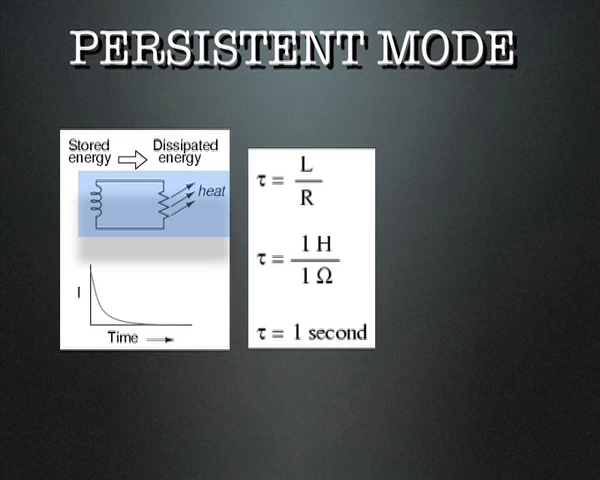 PERSISTENT MODE
Stored energy
Dissipated energy
heat
I
Time
τ = L / R
τ = 1 H / 1 Ω
τ = 1 second